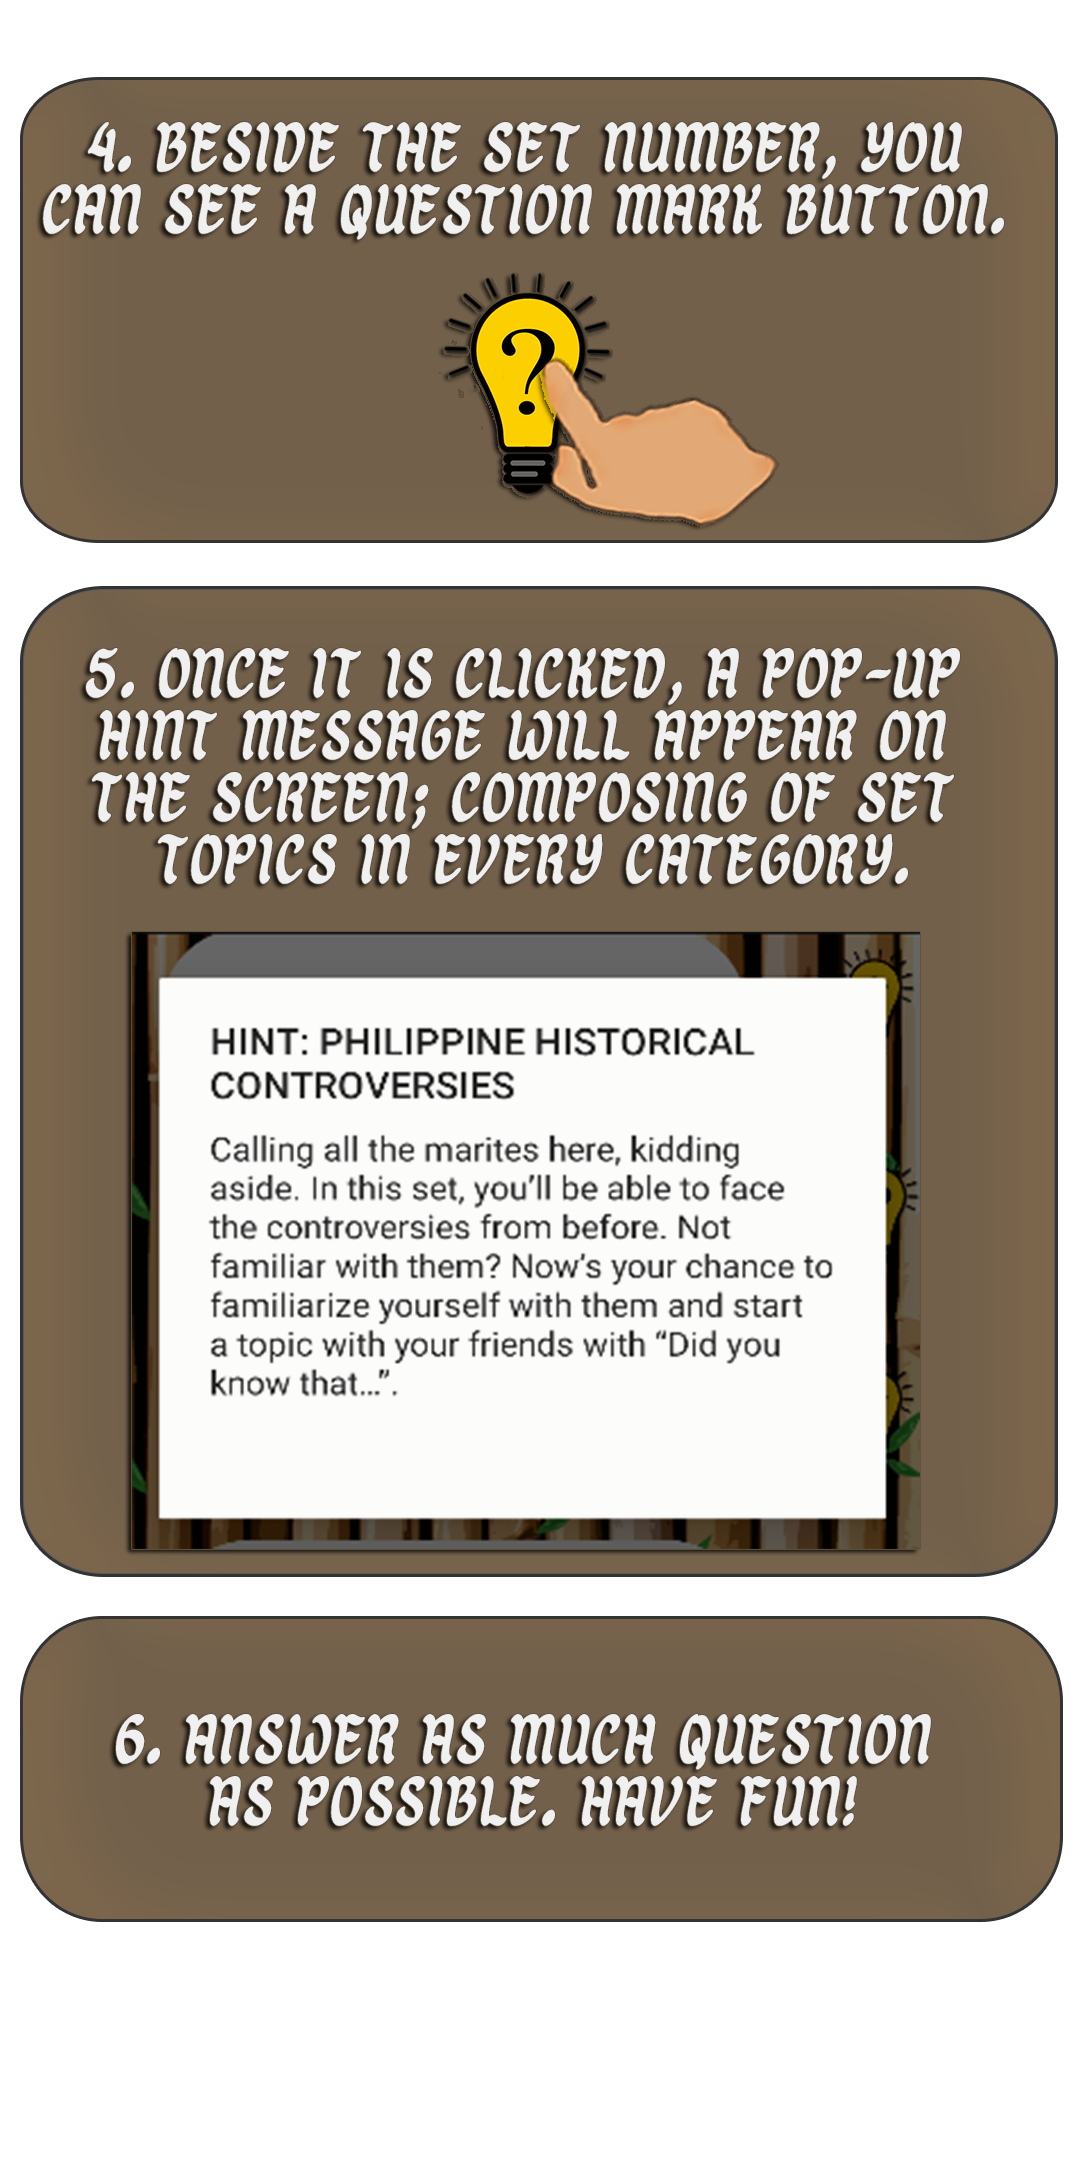 4. BESIDE THE SET NUMBER, YOU
CAN SEE A QUESTION MARK BUTTON.
?
5. ONCE IT IS CLICKED, A POP-UP
HINT MESSAGE WILL APPEAR ON
THE SCREEN; COMPOSING OF SET
TOPICS IN EVERY CATEGORY.
HINT: PHILIPPINE HISTORICAL
CONTROVERSIES
Calling all the marites here, kidding
aside. In this set, you’ll be able to face
the controversies from before. Not
familiar with them? Now’s your chance to
familiarize yourself with them and start
a topic with your friends with “Did you
know that...”.
6. ANSWER AS MUCH QUESTION
AS POSSIBLE. HAVE FUN!